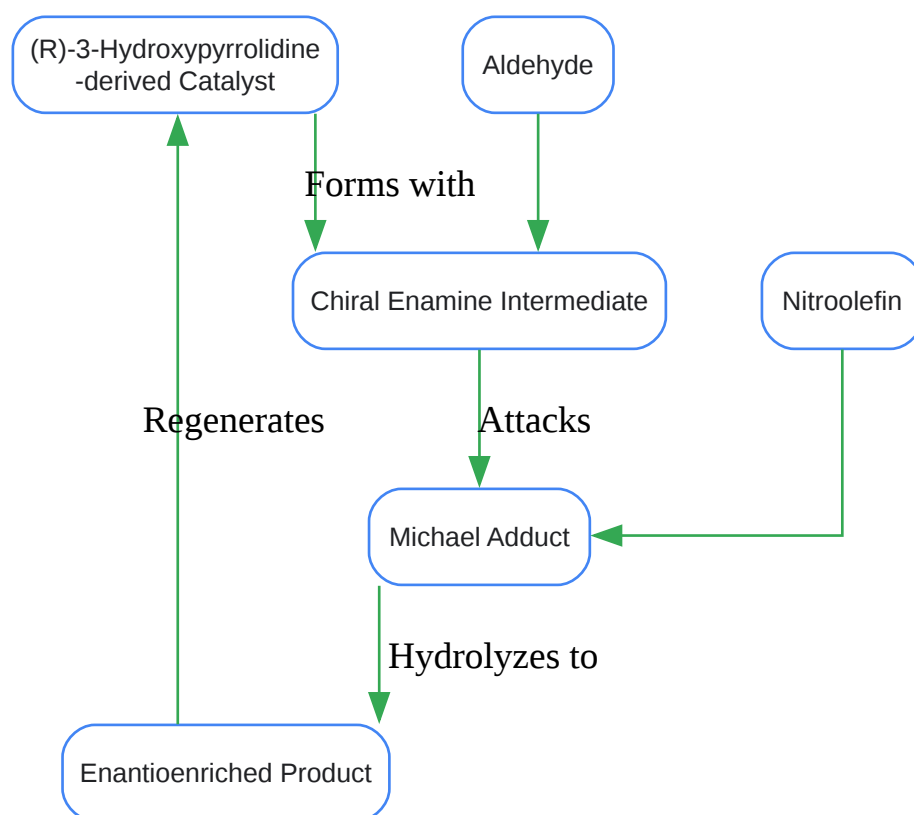 (R)-3-Hydroxypyrrolidine
-derived Catalyst
Aldehyde
Forms with
Chiral Enamine Intermediate
Nitroolefin
Regenerates
Attacks
Michael Adduct
Hydrolyzes to
Enantioenriched Product